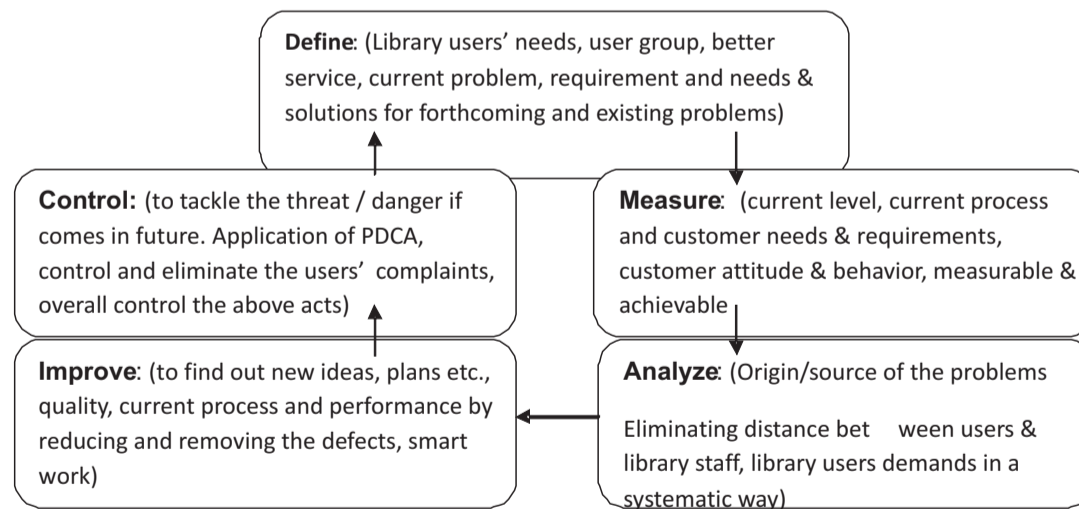 Define: (Library users’ needs, user group, better
service, current problem, requirement and needs &
solutions for forthcoming and existing problems)
Control: (to tackle the threat / danger if
comes in future. Application of PDCA,
control and eliminate the users’ complaints,
overall control the above acts)
Measure: (current level, current process
and customer needs & requirements,
customer attitude & behavior, measurable &
achievable
Improve: (to find out new ideas, plans etc.,
quality, current process and performance by
reducing and removing the defects, smart
work)
Analyze: (Origin/source of the problems
Eliminating distance bet ween users &
library staff, library users demands in a
systematic way)